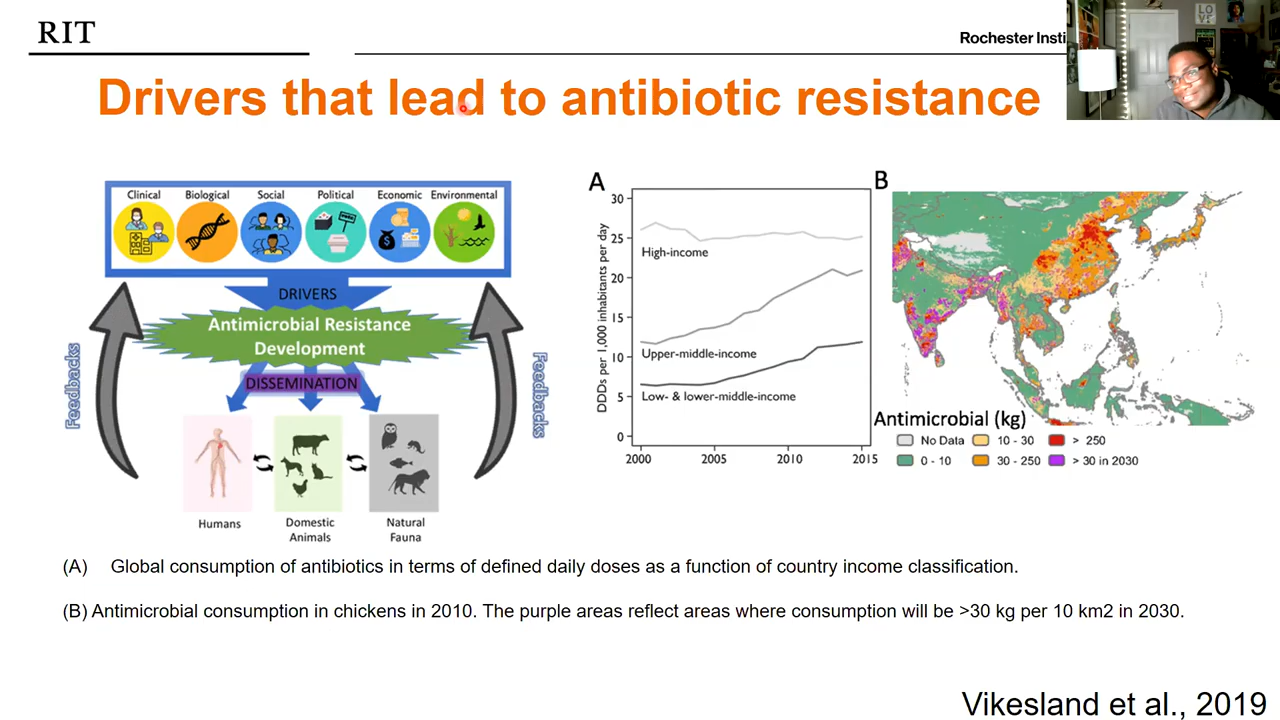 RIT
Rochester Insti
LOVE
Drivers that lead to antibiotic resistance
Clinical
Biological
Social
Political
Economic
Environmental
DRIVERS
Antimicrobial Resistance
Development
DISSEMINATION
Feedbacks
Feedbacks
Humans
Domestic
Animals
Natural
Fauna
A
DDDs per 1,000 inhabitants per day
30
25
20
15
10
5
0
High-income
Upper-middle-income
Low- & lower-middle-income
2000
2005
2010
2015
B
Antimicrobial (kg)
No Data
10 - 30
> 250
0 - 10
30 - 250
> 30 in 2030
(A) Global consumption of antibiotics in terms of defined daily doses as a function of country income classification.
(B) Antimicrobial consumption in chickens in 2010. The purple areas reflect areas where consumption will be >30 kg per 10 km2 in 2030.
Vikesland et al., 2019